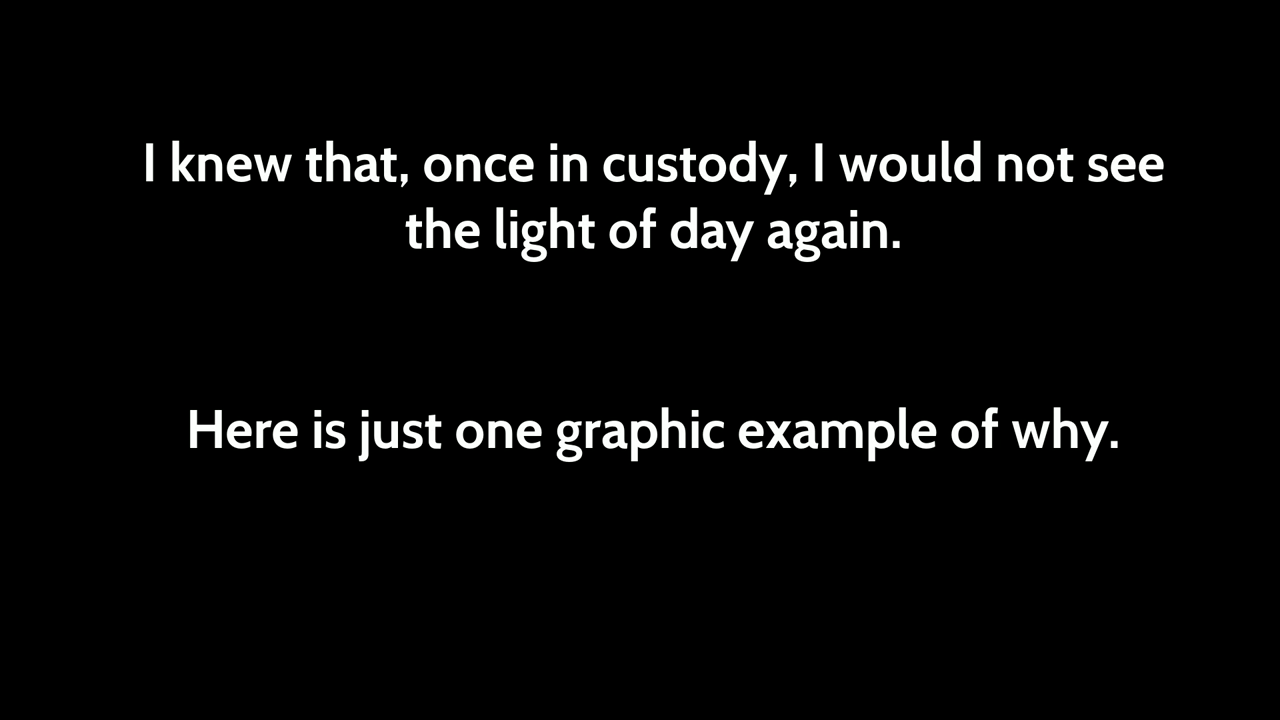 I knew that, once in custody, I would not see
the light of day again.
Here is just one graphic example of why.